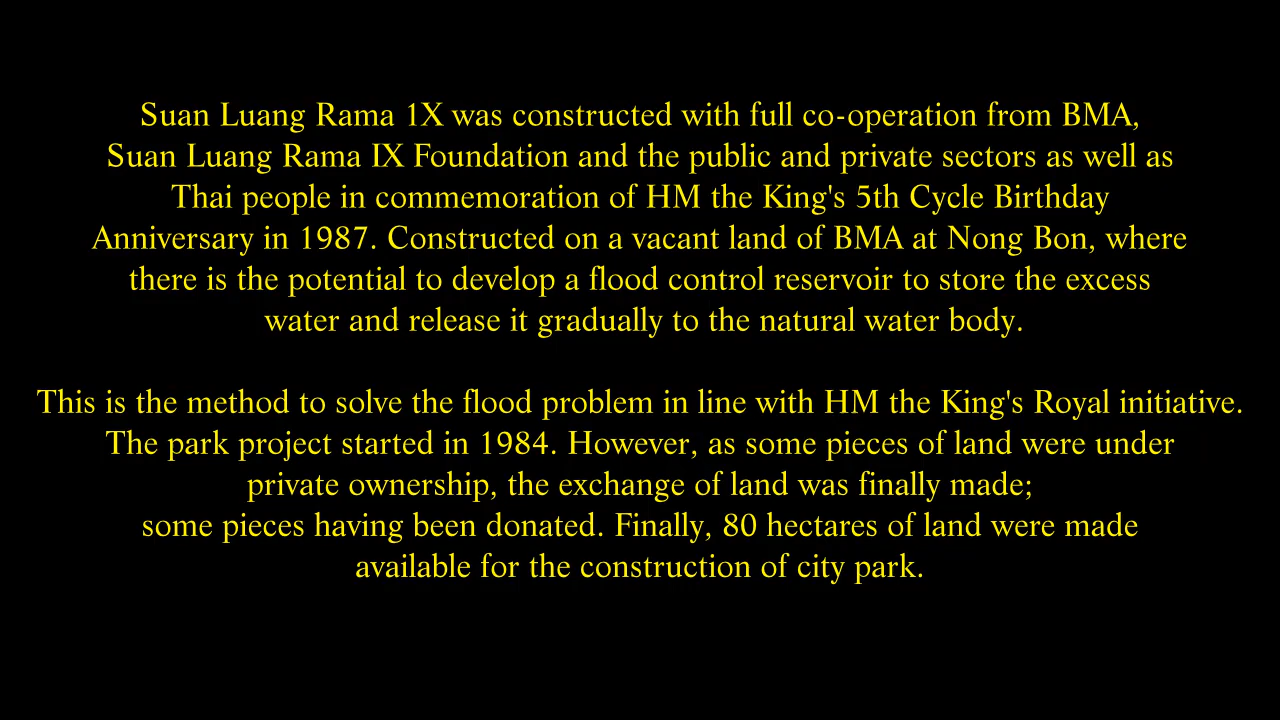 Suan Luang Rama 1X was constructed with full co-operation from BMA,
Suan Luang Rama IX Foundation and the public and private sectors as well as
Thai people in commemoration of HM the King's 5th Cycle Birthday
Anniversary in 1987. Constructed on a vacant land of BMA at Nong Bon, where
there is the potential to develop a flood control reservoir to store the excess
water and release it gradually to the natural water body.
This is the method to solve the flood problem in line with HM the King's Royal initiative.
The park project started in 1984. However, as some pieces of land were under
private ownership, the exchange of land was finally made;
some pieces having been donated. Finally, 80 hectares of land were made
available for the construction of city park.